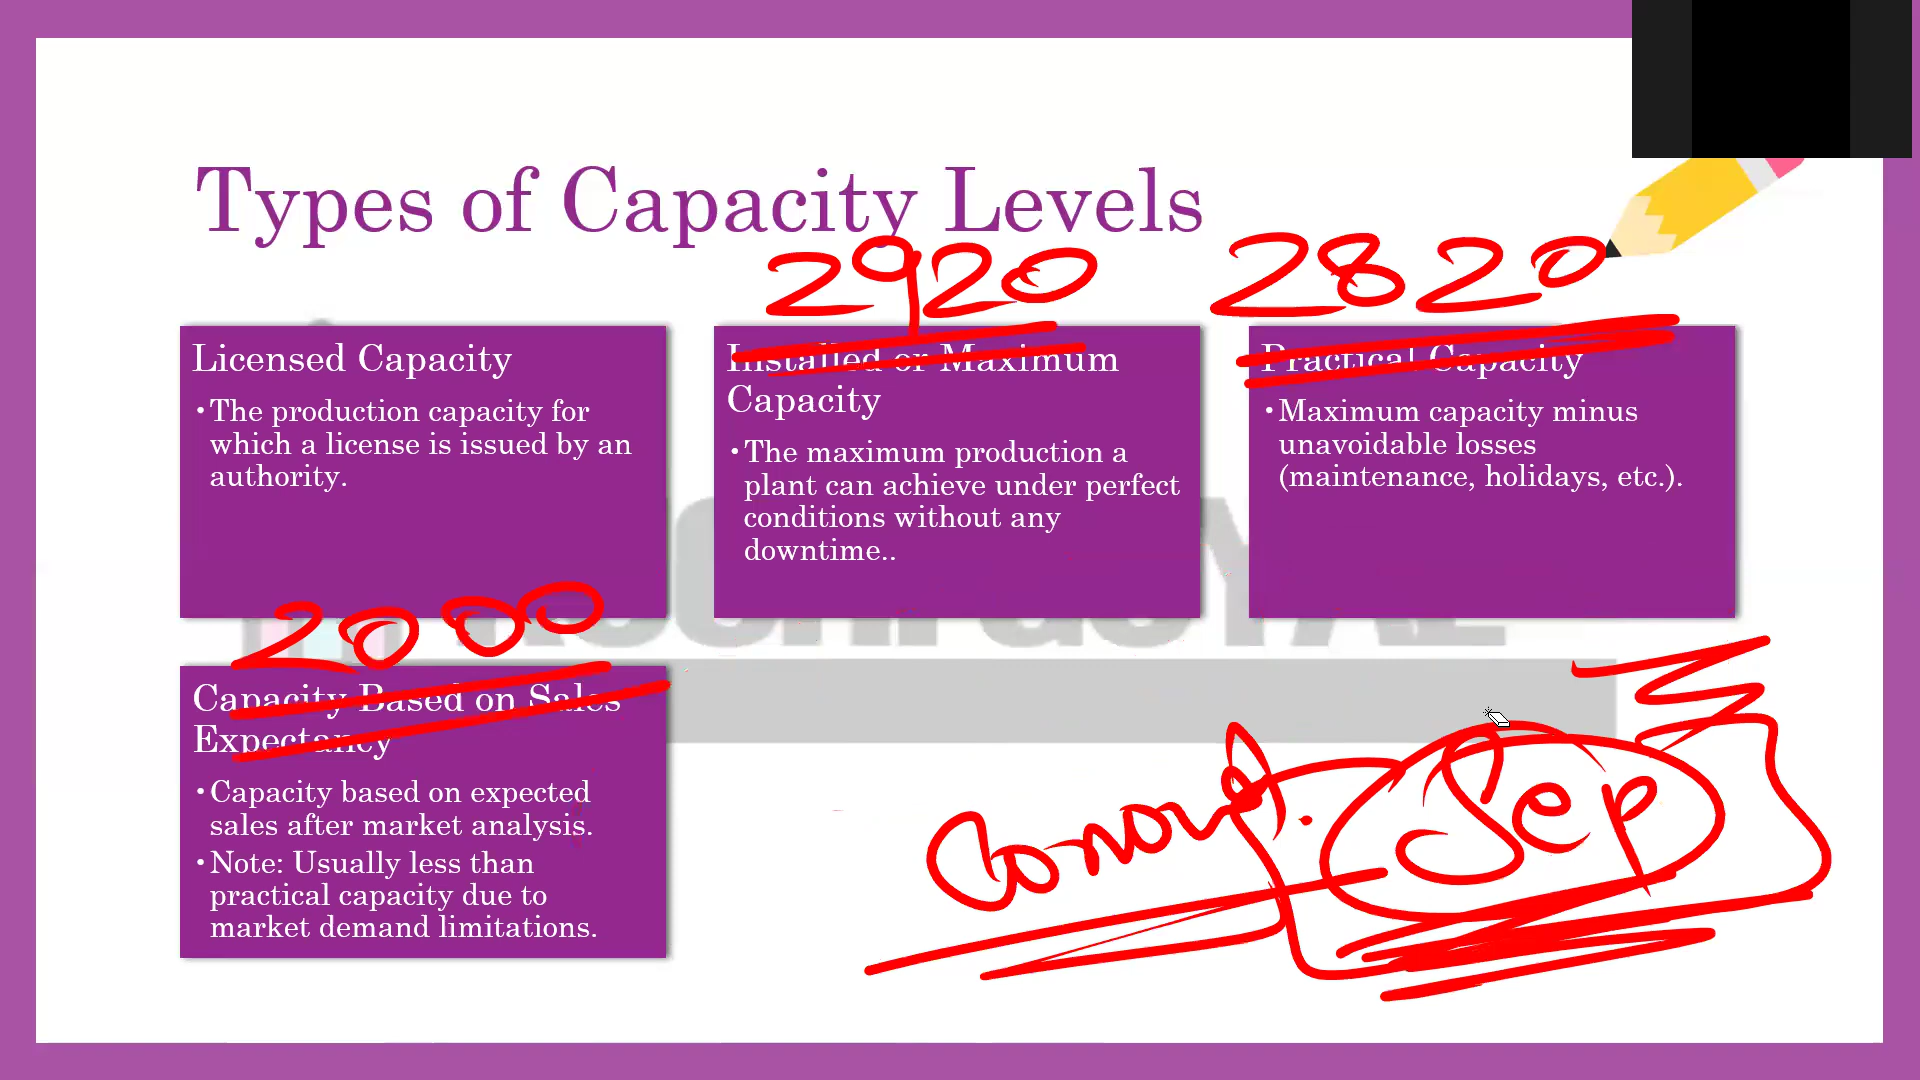 Types of Capacity Levels
2920
2820
Licensed Capacity
•The production capacity for
which a license is issued by an
authority.
Installed or Maximum
Capacity
•The maximum production a
plant can achieve under perfect
conditions without any
downtime..
Practical Capacity
•Maximum capacity minus
unavoidable losses
(maintenance, holidays, etc.).
2000
Capacity Based on Sales
Expectancy
•Capacity based on expected
sales after market analysis.
•Note: Usually less than
practical capacity due to
market demand limitations.
Sep